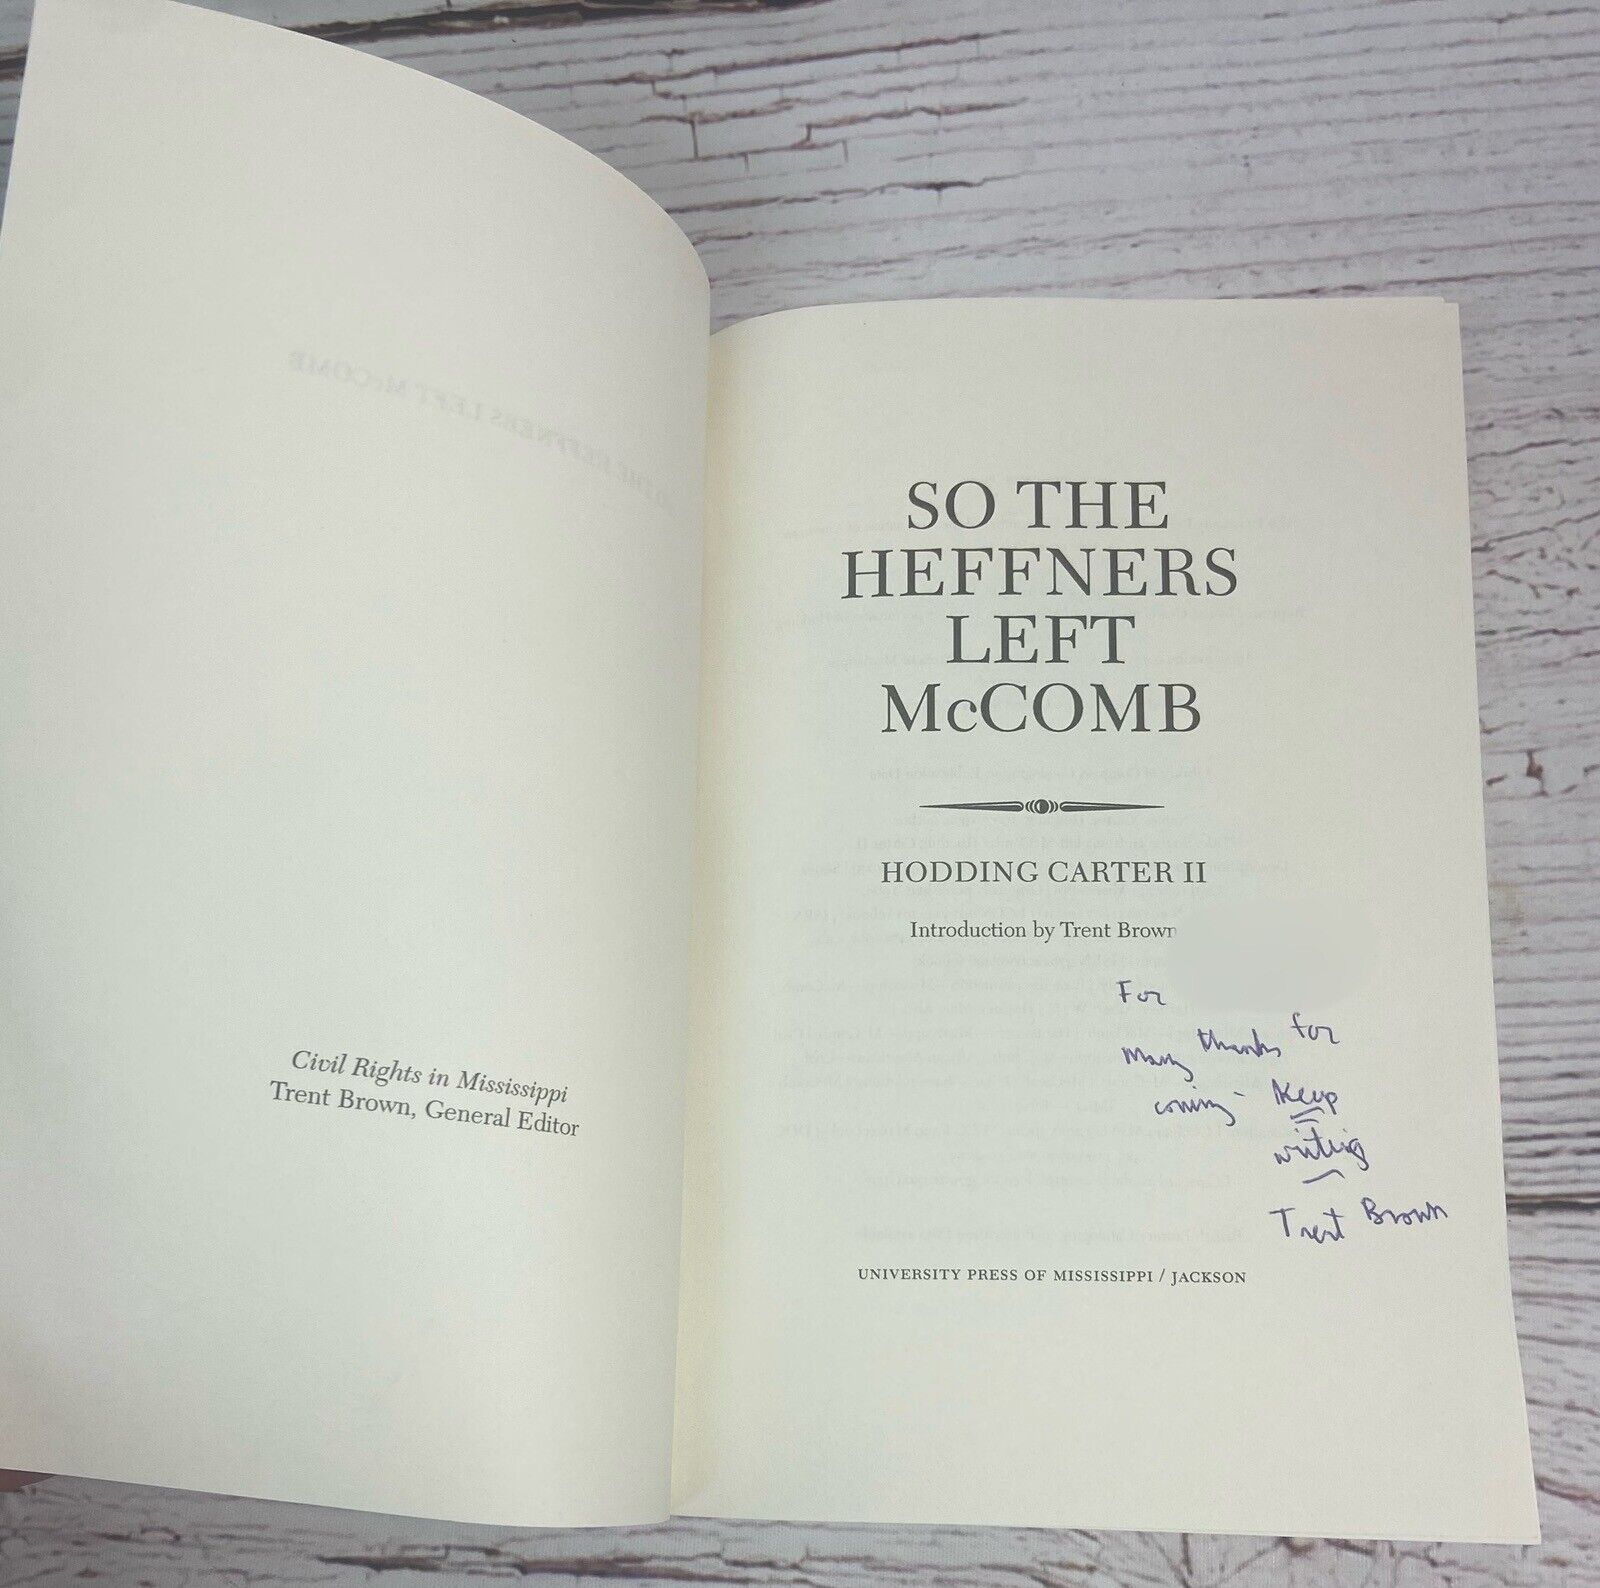 Civil Rights in Mississippi
Trent Brown, General Editor
SO THE
HEFFNERS
LEFT
McCOMB
HODDING CARTER II
Introduction by Trent Brown
For
Many thanks for
coming - Keep
writing
Trent Brown
UNIVERSITY PRESS OF MISSISSIPPI / JACKSON